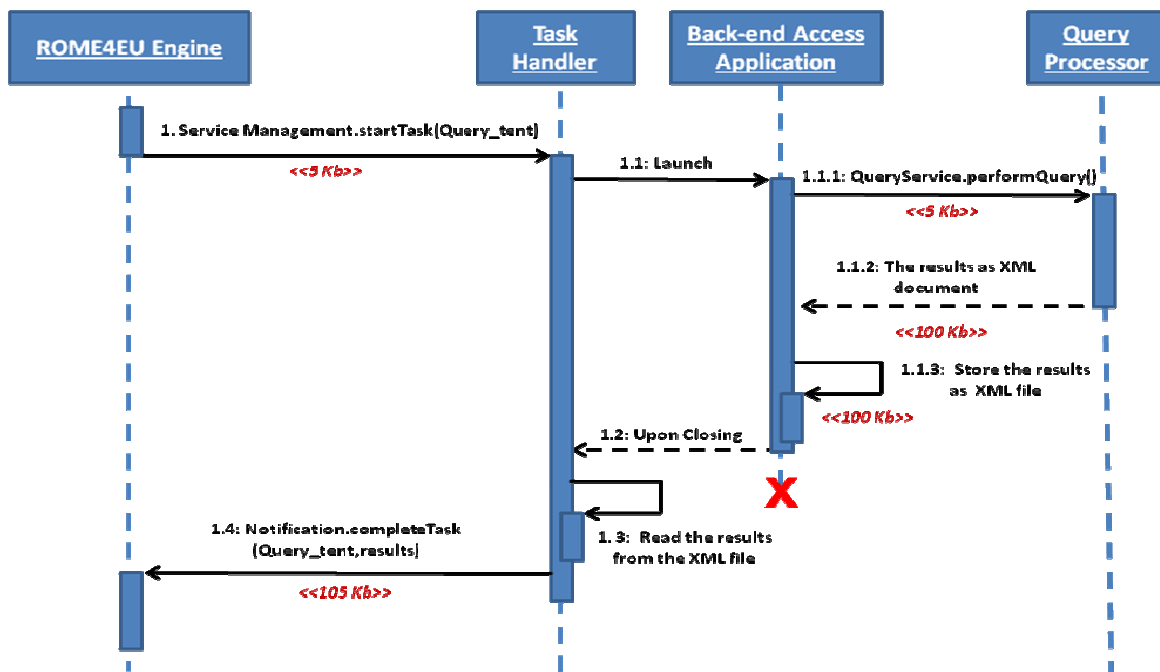 ROME4EU Engine
Task
Handler
Back-end Access
Application
Query
Processor
1. Service Management.startTask(Query_tent)
<<5 Kb>>
1.1: Launch
1.1.1: QueryService.performQuery()
<<5 Kb>>
1.1.2: The results as XML
document
<<100 Kb>>
1.1.3: Store the results
as XML file
<<100 Kb>>
1.2: Upon Closing
1. 3: Read the results
from the XML file
1.4: Notification.completeTask
(Query_tent,results)
<<105 Kb>>
X